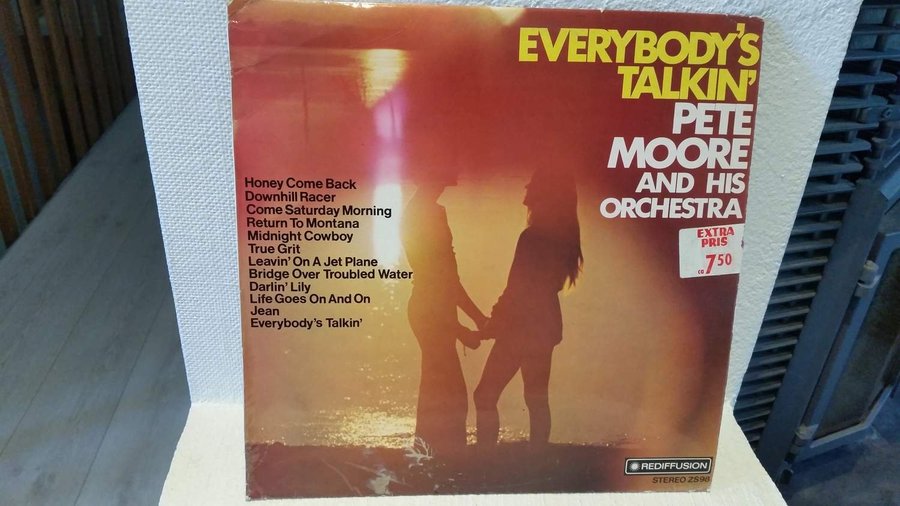 EVERYBODY'S
TALKIN'
PETE
MOORE
AND HIS
ORCHESTRA
EXTRA
PRIS
CG 7 50
Honey Come Back
Downhill Racer
Come Saturday Morning
Return To Montana
Midnight Cowboy
True Grit
Leavin' On A Jet Plane
Bridge Over Troubled Water
Darlin' Lily
Life Goes On And On
Jean
Everybody's Talkin'
REDIFFUSION
STEREO ZS98